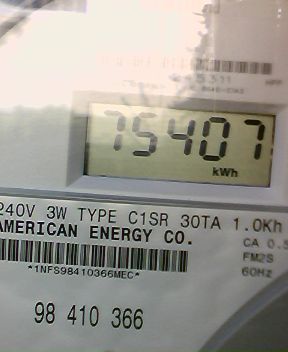 75407
kWh
240V 3W TYPE C1SR 30TA 1.0Kh
AMERICAN ENERGY CO.
CA 0.5
FM2S
60Hz
*1NFS98410366MEC*
98 410 366